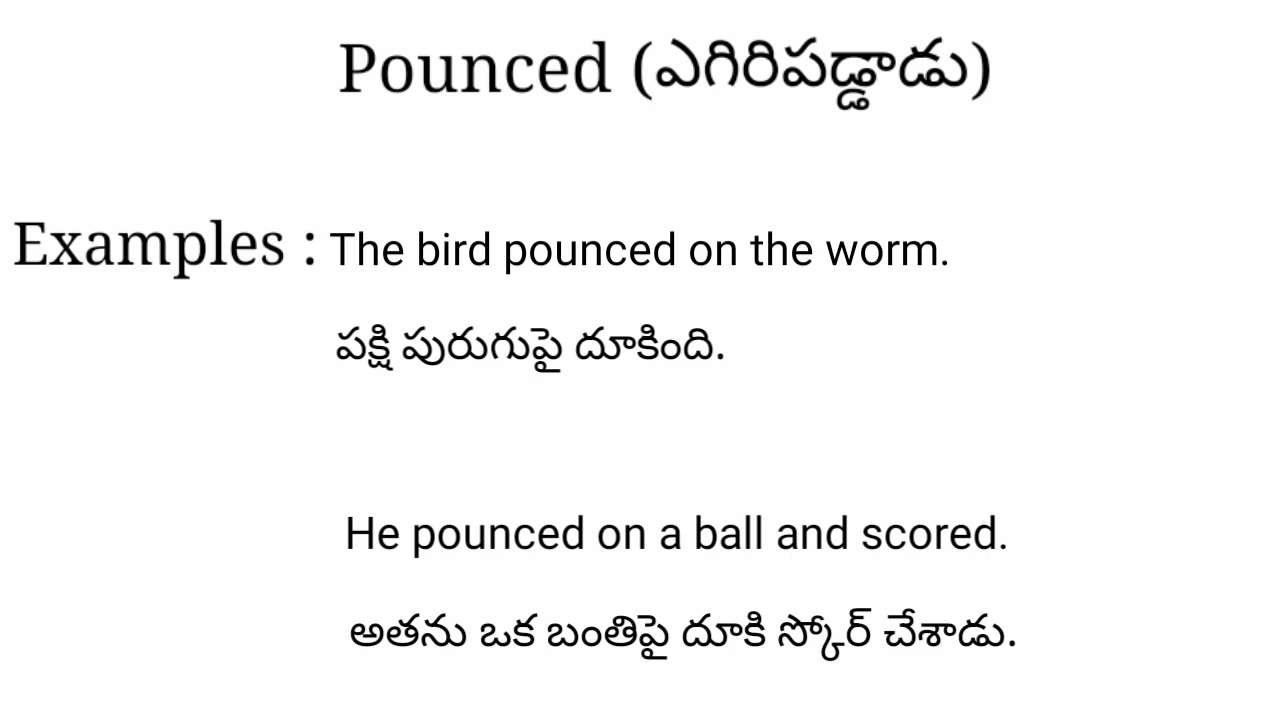 Pounced (ఎగిరిపడ్డాడు)
Examples : The bird pounced on the worm.
పక్షి పురుగుపై దూకింది.
He pounced on a ball and scored.
అతను ఒక బంతిపై దూకి స్కోర్ చేశాడు.